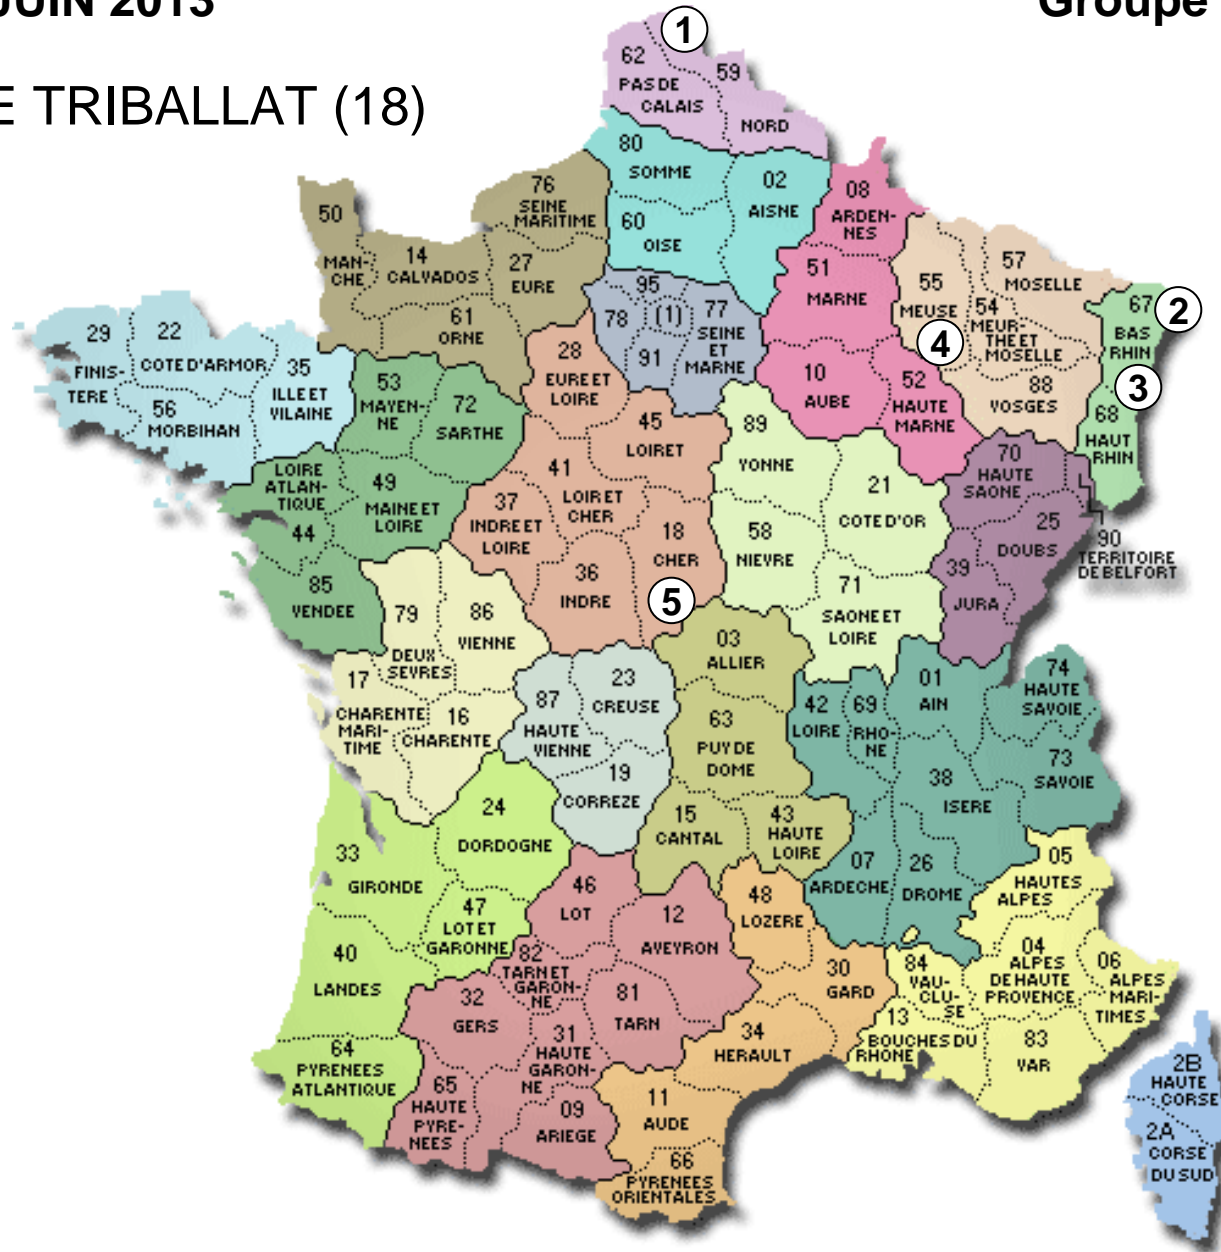 JUIN 2013
Groupe
E TRIBALLAT (18)
1
62
PAS DE
CALAIS
59
NORD
80
SOMME
02
AISNE
60
OISE
76
SEINE
MARITIME
27
EURE
50
MAN-
CHE
14
CALVADOS
61
ORNE
08
ARDEN-
NES
51
MARNE
10
AUBE
52
HAUTE
MARNE
55
MEUSE
54
MEUR-
THE ET
MOSELLE
57
MOSELLE
88
VOSGES
4
67
BAS
RHIN
2
3
68
HAUT
RHIN
95
78
(1)
91
77
SEINE
ET
MARNE
29
FINIS-
TERE
22
COTE D'ARMOR
56
MORBIHAN
35
ILLE ET
VILAINE
53
MAYEN-
NE
72
SARTHE
LOIRE
ATLAN-
TIQUE
44
49
MAINE ET
LOIRE
85
VENDEE
28
EURE ET
LOIRE
45
LOIRET
41
LOIR ET
CHER
37
INDRE ET
LOIRE
36
INDRE
18
CHER
5
89
YONNE
21
COTE D'OR
58
NIEVRE
71
SAONE ET
LOIRE
70
HAUTE
SAONE
25
DOUBS
39
JURA
90
TERRITOIRE
DE BELFORT
79
DEUX
SEVRES
86
VIENNE
17
CHARENTE
MARI-
TIME
16
CHARENTE
87
HAUTE
VIENNE
23
CREUSE
19
CORREZE
03
ALLIER
63
PUY DE
DOME
15
CANTAL
43
HAUTE
LOIRE
42
LOIRE
69
RHO-
NE
01
AIN
74
HAUTE
SAVOIE
73
SAVOIE
38
ISERE
07
ARDECHE
26
DROME
24
DORDOGNE
33
GIRONDE
47
LOT ET
GARONNE
40
LANDES
64
PYRENEES
ATLANTIQUE
46
LOT
12
AVEYRON
82
TARN ET
GARON-
NE
81
TARN
32
GERS
31
HAUTE
GARON-
NE
65
HAUTE
PYRE-
NEES
09
ARIEGE
48
LOZERE
30
GARD
34
HERAULT
11
AUDE
66
PYRENEES
ORIENTALES
05
HAUTES
ALPES
04
ALPES
DE HAUTE
PROVENCE
06
ALPES
MARI-
TIMES
84
VAU-
CLU-
SE
13
BOUCHES DU
RHONE
83
VAR
2B
HAUTE
CORSE
2A
CORSE
DU SUD